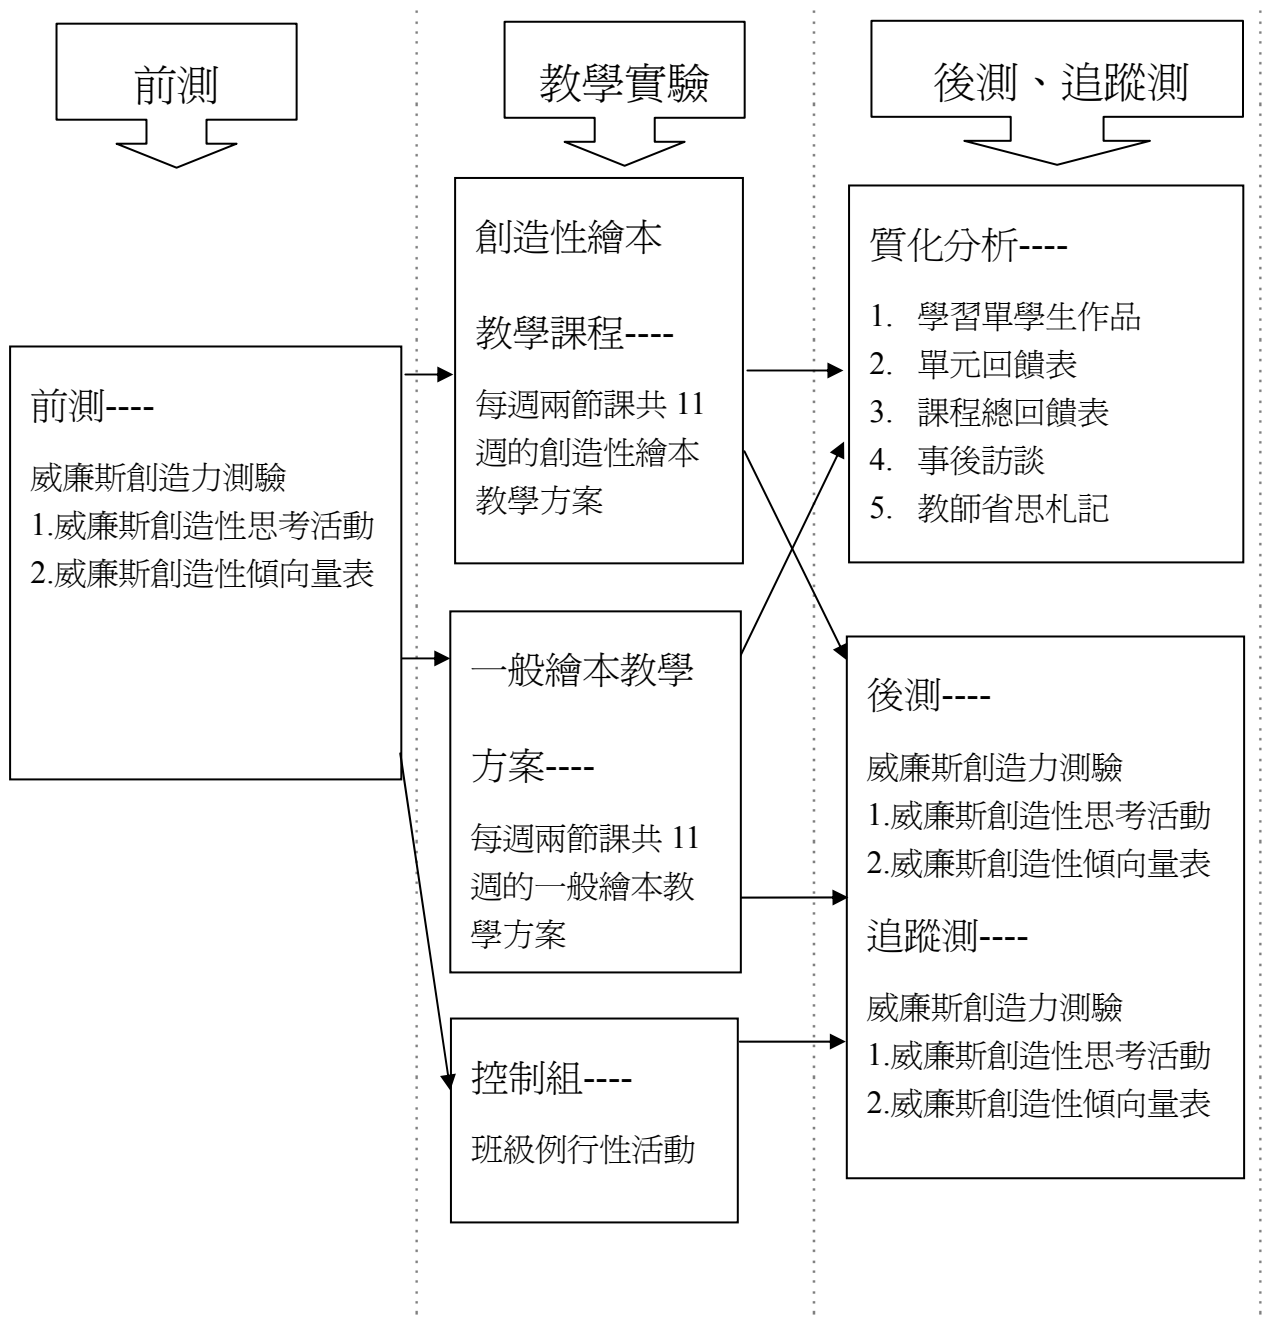 前測
教學實驗
後測、追蹤測
前測----
威廉斯創造力測驗
1.威廉斯創造性思考活動
2.威廉斯創造性傾向量表
創造性繪本
教學課程----
每週兩節課共 11
週的創造性繪本
教學方案
一般繪本教學
方案----
每週兩節課共 11
週的一般繪本教
學方案
控制組----
班級例行性活動
質化分析----
1. 學習單學生作品
2. 單元回饋表
3. 課程總回饋表
4. 事後訪談
5. 教師省思札記
後測----
威廉斯創造力測驗
1.威廉斯創造性思考活動
2.威廉斯創造性傾向量表
追蹤測----
威廉斯創造力測驗
1.威廉斯創造性思考活動
2.威廉斯創造性傾向量表